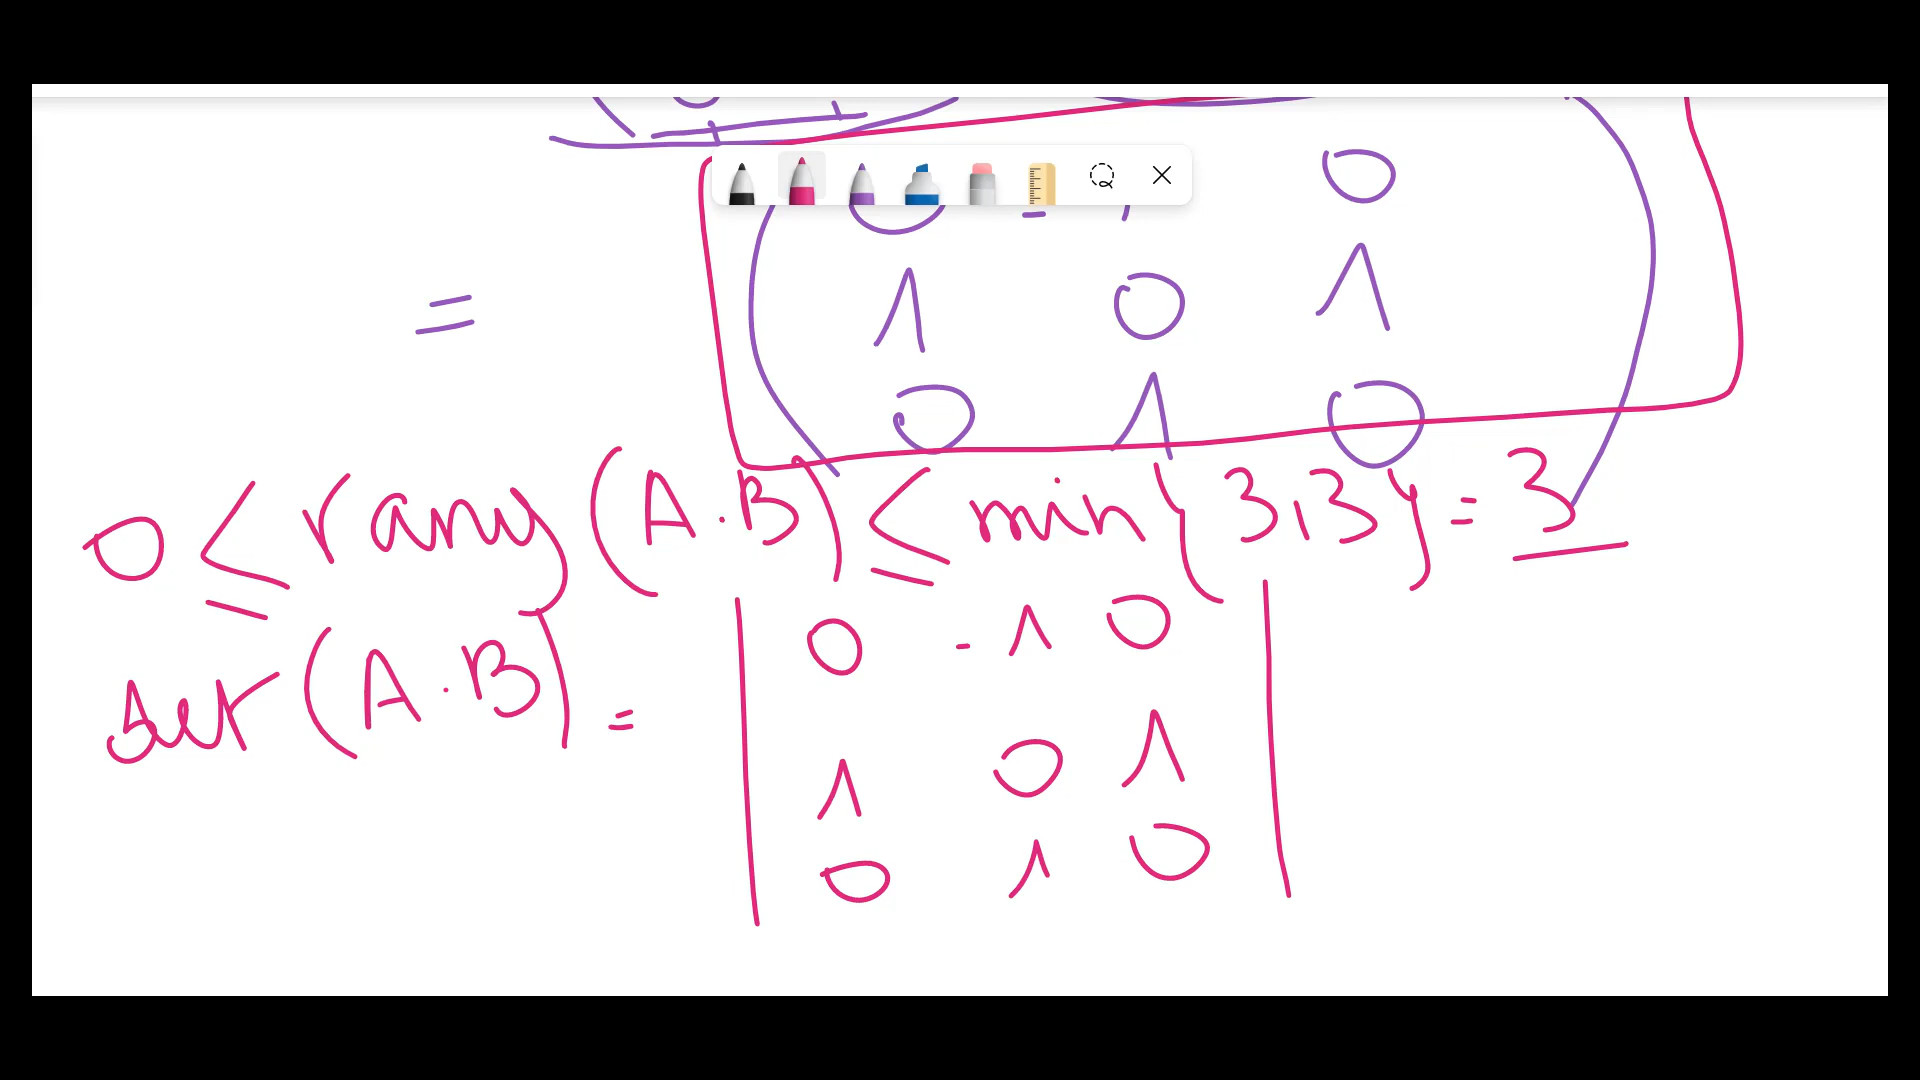 0 -1 0
= 1 0 1
0 1 0
0 ≤ rang (A·B) ≤ min{3,3} = 3
det (A·B) = | 0 -1 0 |
| 1 0 1 |
| 0 1 0 |